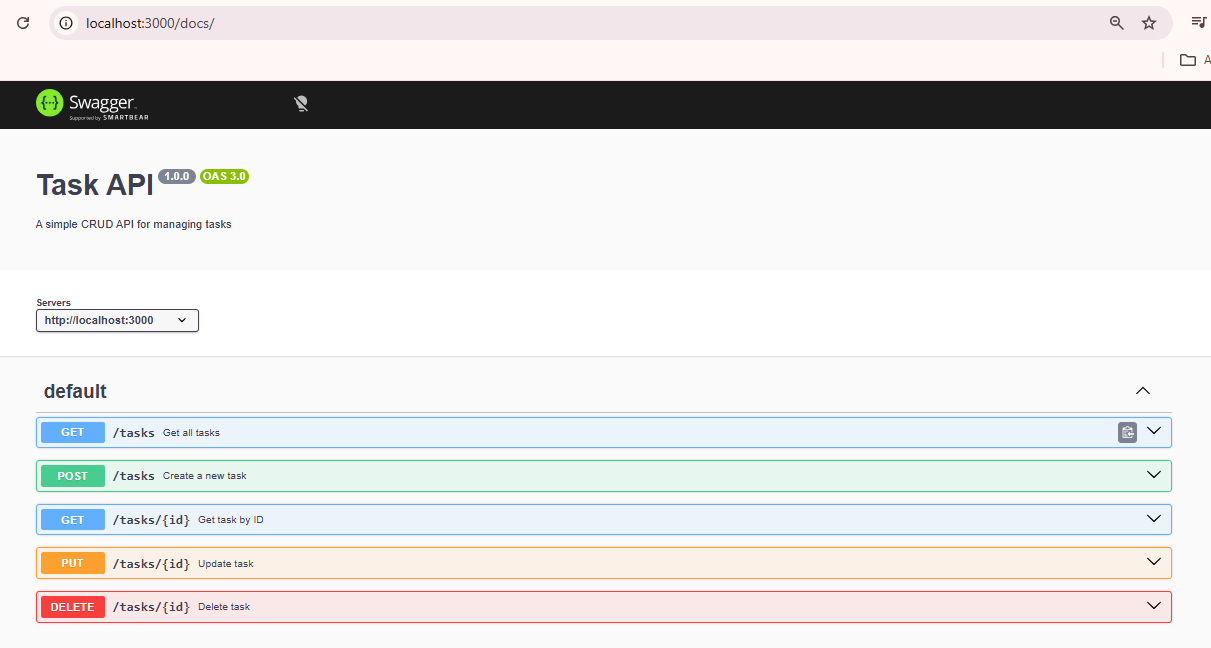 localhost:3000/docs/
A
Swagger
Supported by SMARTBEAR
Task API 1.0.0 OAS 3.0
A simple CRUD API for managing tasks
Servers
http://localhost:3000
default
GET /tasks Get all tasks
POST /tasks Create a new task
GET /tasks/{id} Get task by ID
PUT /tasks/{id} Update task
DELETE /tasks/{id} Delete task